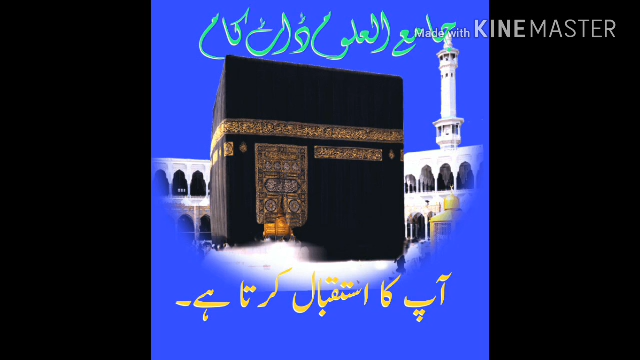 جامع العلوم ڈاٹ کام
Made with KINEMASTER
آپ کا استقبال کرتا ہے۔